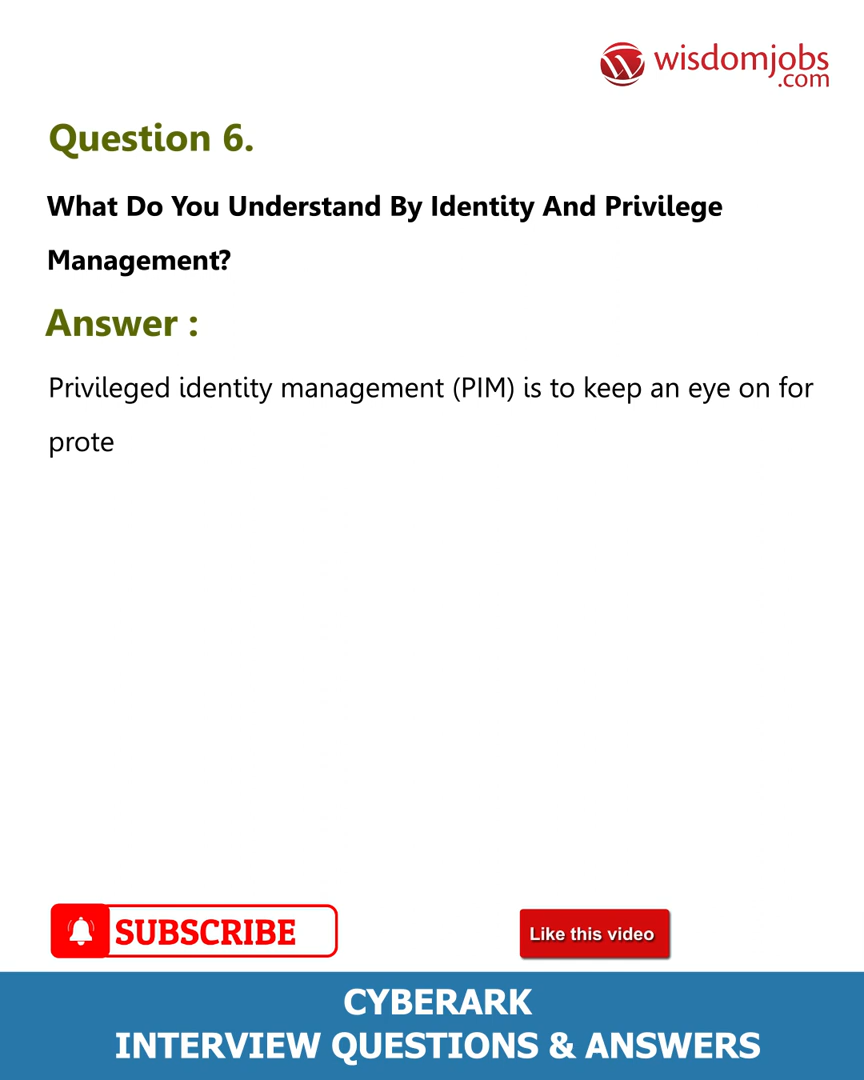 wisdomjobs
.com
Question 6.
What Do You Understand By Identity And Privilege
Management?
Answer :
Privileged identity management (PIM) is to keep an eye on for
prote
SUBSCRIBE
Like this video
CYBERARK
INTERVIEW QUESTIONS & ANSWERS